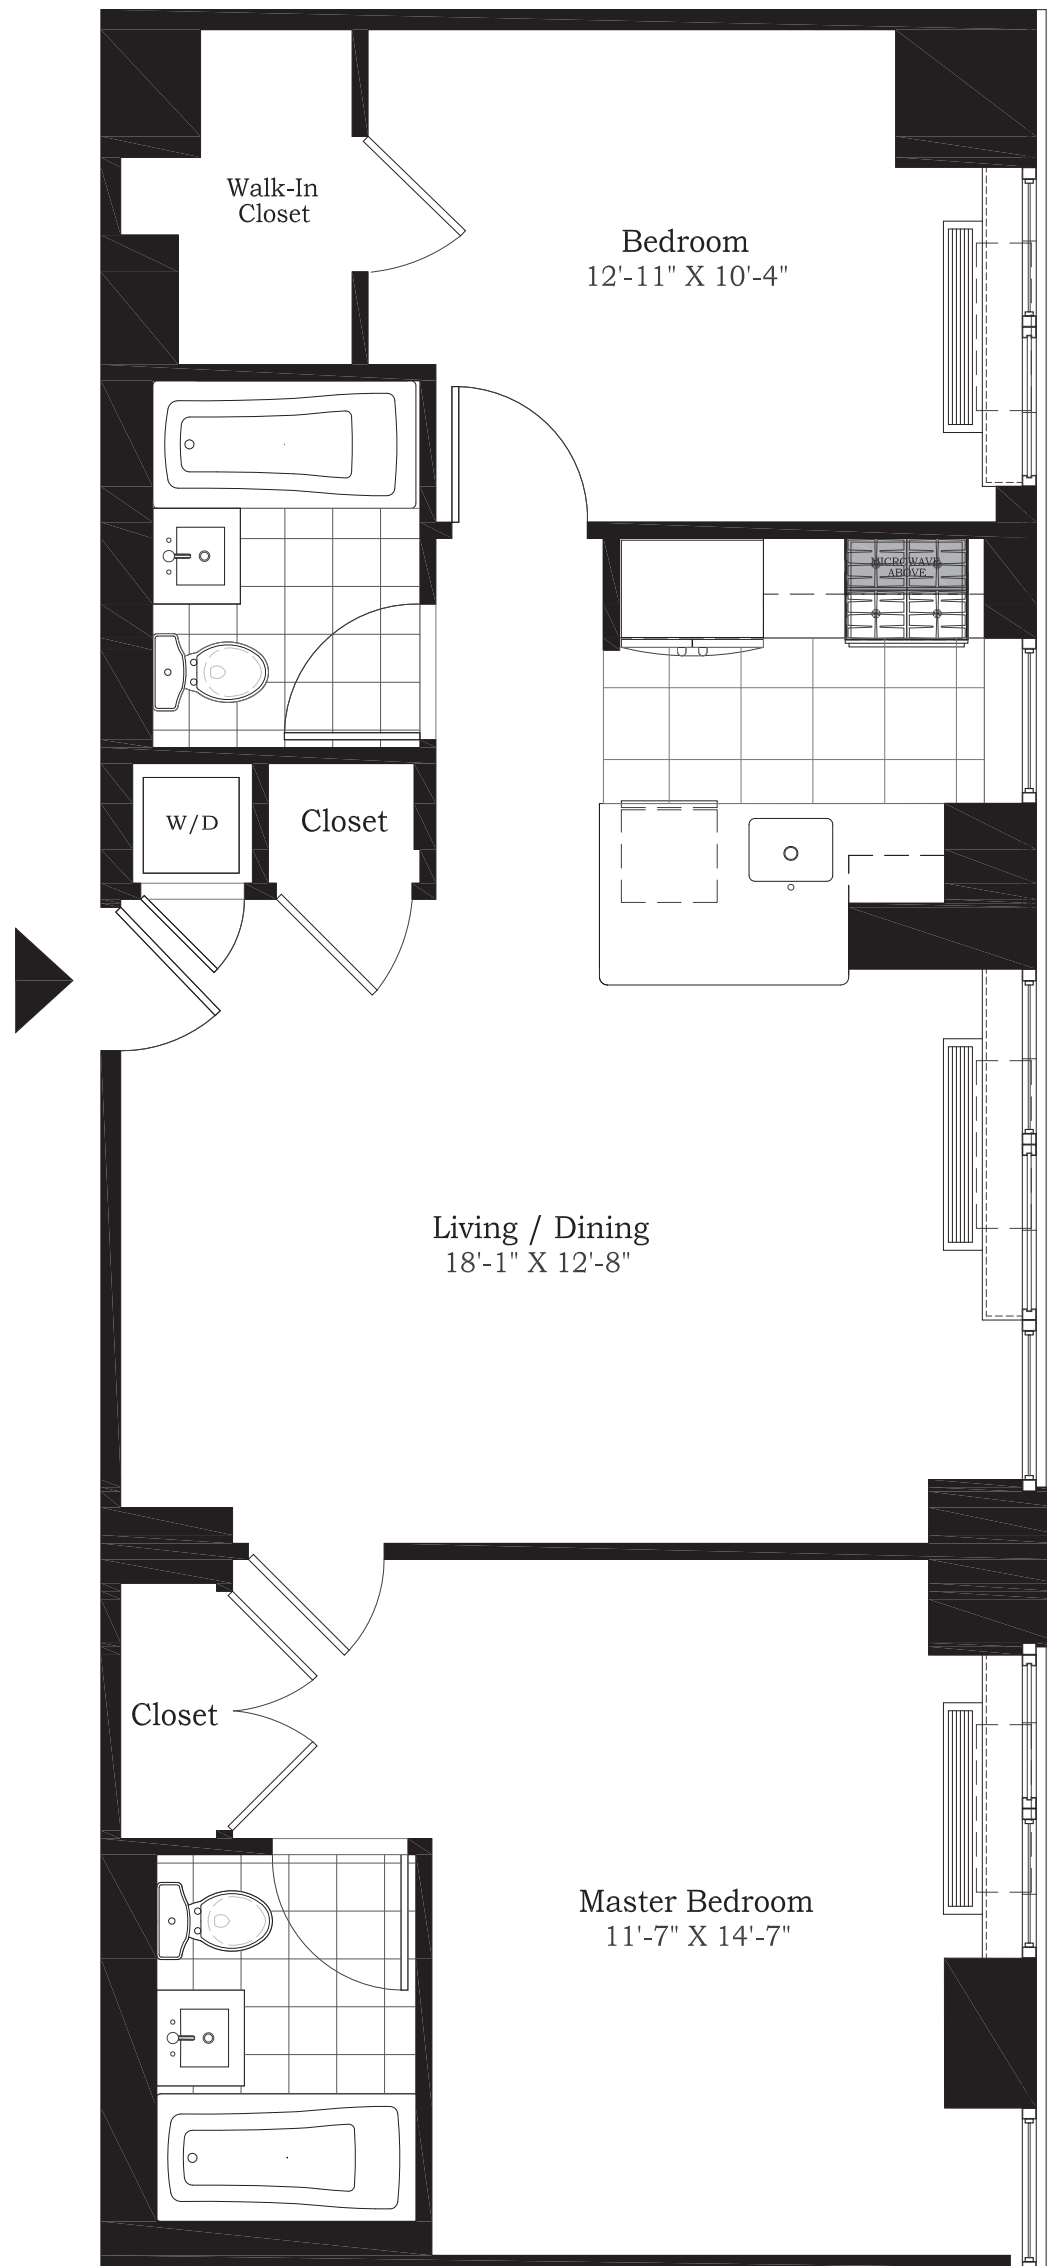 Walk-In
Closet
Bedroom
12'-11" X 10'-4"
MICROWAVE
ABOVE
W/D
Closet
Living / Dining
18'-1" X 12'-8"
Closet
Master Bedroom
11'-7" X 14'-7"